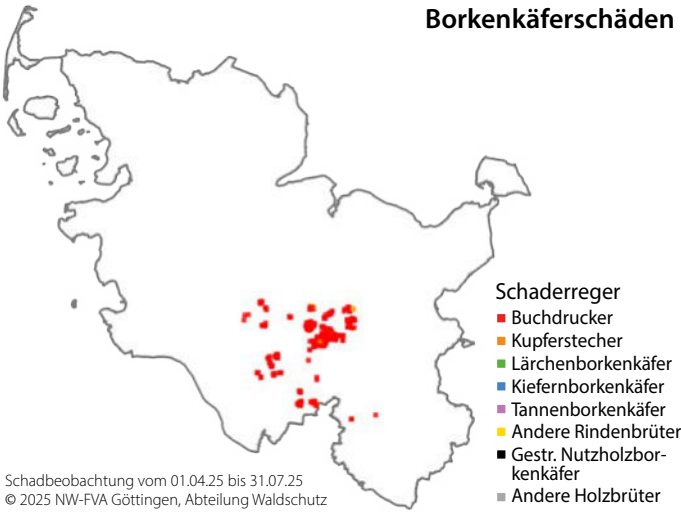 Borkenkäferschäden
Schaderreger
Buchdrucker
Kupferstecher
Lärchenborkenkäfer
Kiefernborkenkäfer
Tannenborkenkäfer
Andere Rindenbrüter
Gestr. Nutzholzbor-
kenkäfer
Andere Holzbrüter
Schadbeobachtung vom 01.04.25 bis 31.07.25
© 2025 NW-FVA Göttingen, Abteilung Waldschutz